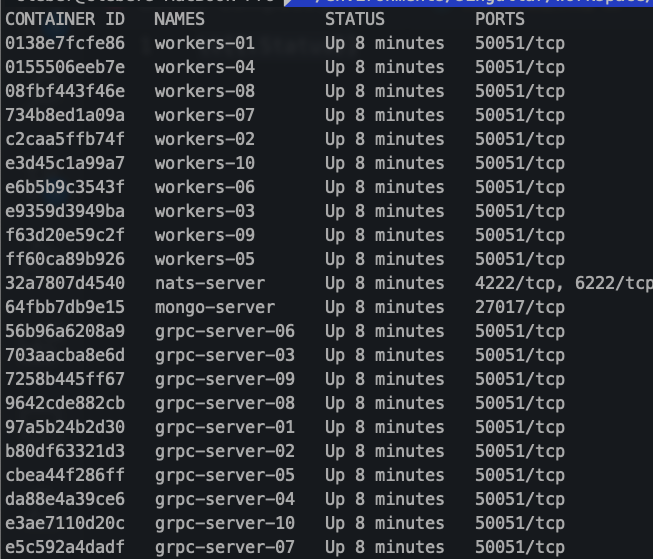 CONTAINER ID NAMES STATUS PORTS
0138e7fcfe86 workers-01 Up 8 minutes 50051/tcp
0155506eeb7e workers-04 Up 8 minutes 50051/tcp
08fbf443f46e workers-08 Up 8 minutes 50051/tcp
734b8ed1a09a workers-07 Up 8 minutes 50051/tcp
c2caa5ffb74f workers-02 Up 8 minutes 50051/tcp
e3d45c1a99a7 workers-10 Up 8 minutes 50051/tcp
e6b5b9c3543f workers-06 Up 8 minutes 50051/tcp
e9359d3949ba workers-03 Up 8 minutes 50051/tcp
f63d20e59c2f workers-09 Up 8 minutes 50051/tcp
ff60ca89b926 workers-05 Up 8 minutes 50051/tcp
32a7807d4540 nats-server Up 8 minutes 4222/tcp, 6222/tcp
64fbb7db9e15 mongo-server Up 8 minutes 27017/tcp
56b96a6208a9 grpc-server-06 Up 8 minutes 50051/tcp
703aacba8e6d grpc-server-03 Up 8 minutes 50051/tcp
7258b445ff67 grpc-server-09 Up 8 minutes 50051/tcp
9642cde882cb grpc-server-08 Up 8 minutes 50051/tcp
97a5b24b2d30 grpc-server-01 Up 8 minutes 50051/tcp
b80df63321d3 grpc-server-02 Up 8 minutes 50051/tcp
cbea44f286ff grpc-server-05 Up 8 minutes 50051/tcp
da88e4a39ce6 grpc-server-04 Up 8 minutes 50051/tcp
e3ae7110d20c grpc-server-10 Up 8 minutes 50051/tcp
e5c592a4dadf grpc-server-07 Up 8 minutes 50051/tcp